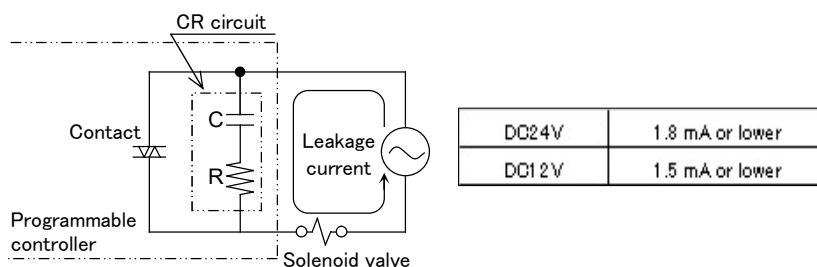 CR circuit
Contact
C
R
Leakage
current
Programmable
controller
Solenoid valve
DC24V 1.8 mA or lower
DC12V 1.5 mA or lower